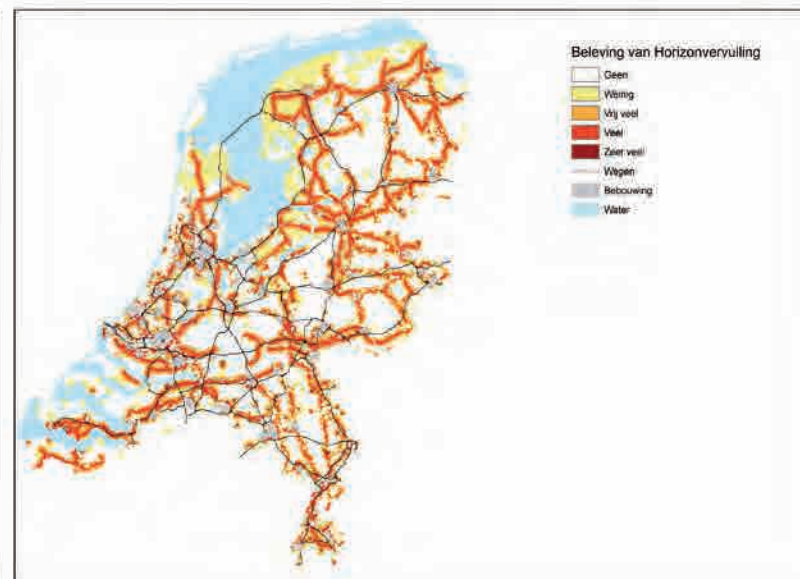 Beleving van Horizonvervuiling
Geen
Weinig
Vrij veel
Veel
Zeer veel
Wegen
Bebouwing
Water